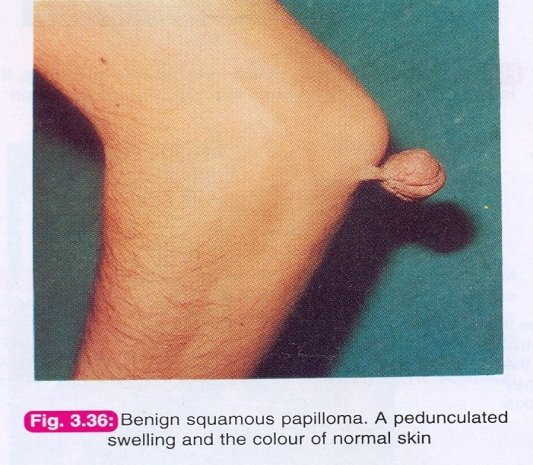 Fig. 3.36: Benign squamous papilloma. A pedunculated
swelling and the colour of normal skin